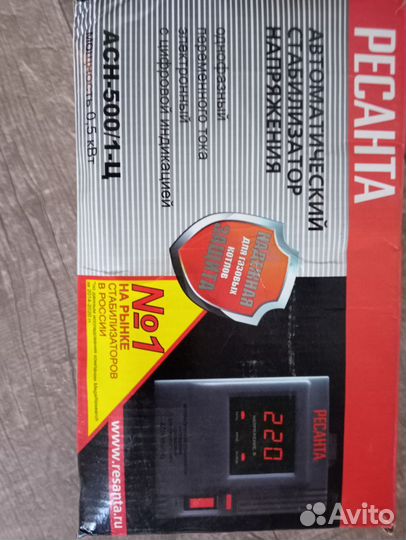 РЕСАНТА
АВТОМАТИЧЕСКИЙ
СТАБИЛИЗАТОР
НАПРЯЖЕНИЯ
однофазный
переменного тока
электронный
с цифровой индикацией
АСН-500/1-Ц
мощность 0,5 кВт
НАДЕЖНАЯ
для газовых
котлов
ЗАЩИТА
№1
НА РЫНКЕ
СТАБИЛИЗАТОРОВ
В РОССИИ
www.resanta.ru
РЕСАНТА
220
Avito